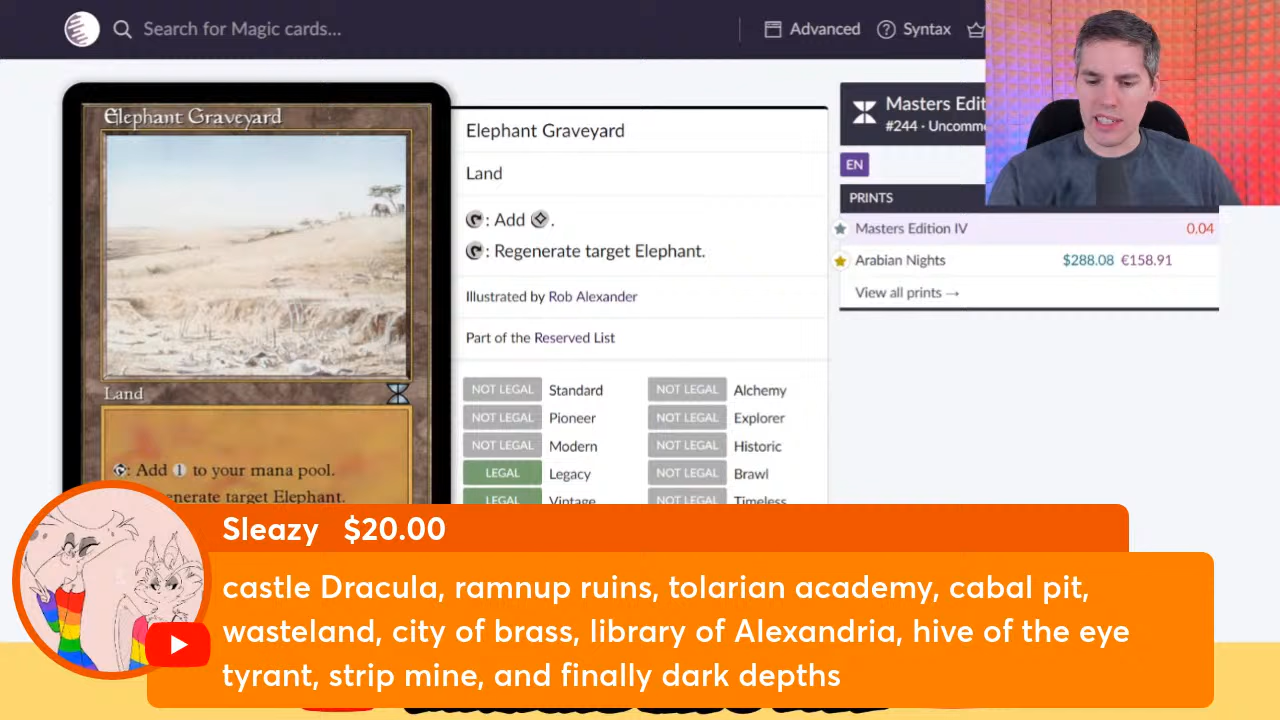 Search for Magic cards...
Advanced
Syntax
Elephant Graveyard
Land
: Add 1 to your mana pool.
enerate target Elephant.
Elephant Graveyard
Land
: Add .
: Regenerate target Elephant.
Illustrated by Rob Alexander
Part of the Reserved List
NOT LEGAL Standard NOT LEGAL Alchemy
NOT LEGAL Pioneer NOT LEGAL Explorer
NOT LEGAL Modern NOT LEGAL Historic
LEGAL Legacy NOT LEGAL Brawl
LEGAL Vintage NOT LEGAL Timeless
Masters Edit
#244 · Uncomm
EN
PRINTS
Masters Edition IV 0.04
Arabian Nights $288.08 €158.91
View all prints →
Sleazy $20.00
castle Dracula, ramnup ruins, tolarian academy, cabal pit,
wasteland, city of brass, library of Alexandria, hive of the eye
tyrant, strip mine, and finally dark depths